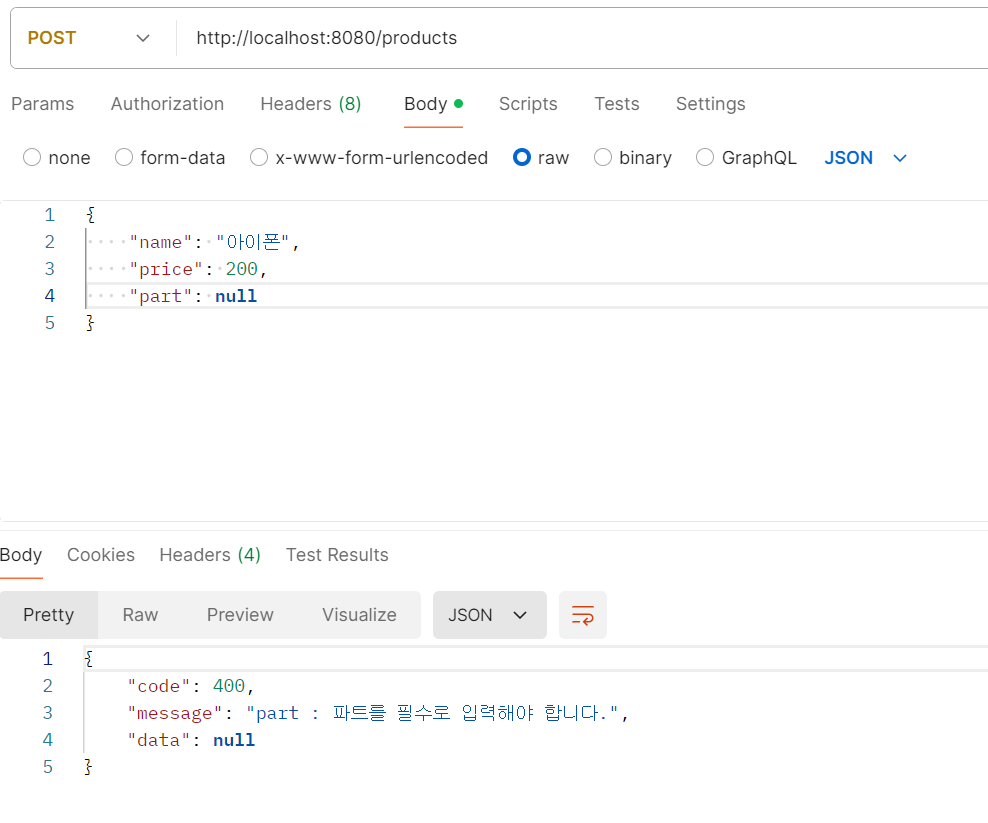 POST http://localhost:8080/products
Params Authorization Headers (8) Body Scripts Tests Settings
none form-data x-www-form-urlencoded raw binary GraphQL JSON
1 {
2 ····"name":·"아이폰",
3 ····"price":·200,
4 ····"part":·null
5 }
Body Cookies Headers (4) Test Results
Pretty Raw Preview Visualize JSON
1 {
2 "code": 400,
3 "message": "part : 파트를 필수로 입력해야 합니다.",
4 "data": null
5 }